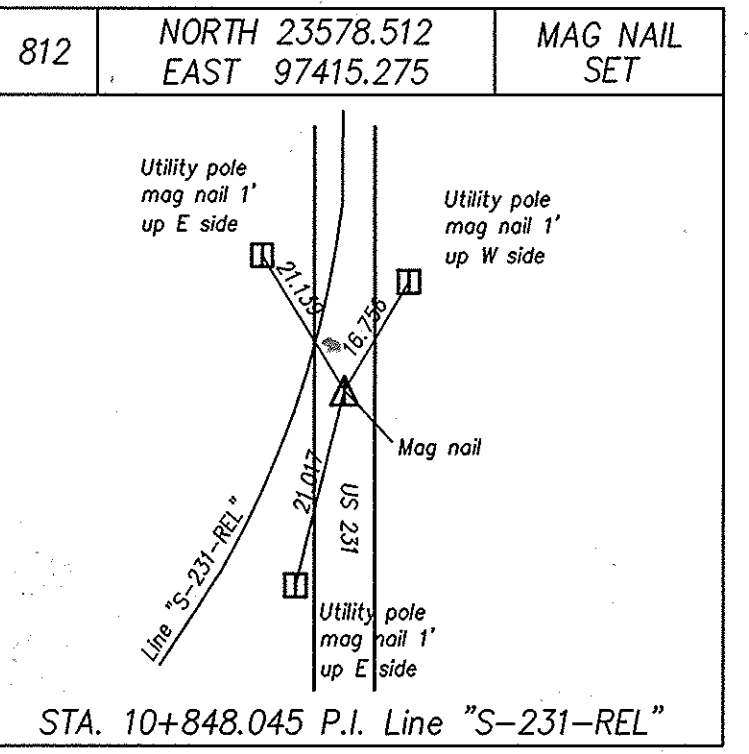 812
NORTH 23578.512
EAST 97415.275
MAG NAIL
SET
Utility pole
mag nail 1'
up E side
Utility pole
mag nail 1'
up W side
21.139
16.756
Mag nail
21.017
US 231
Line "S-231-REL"
Utility pole
mag nail 1'
up E side
STA. 10+848.045 P.I. Line "S-231-REL"